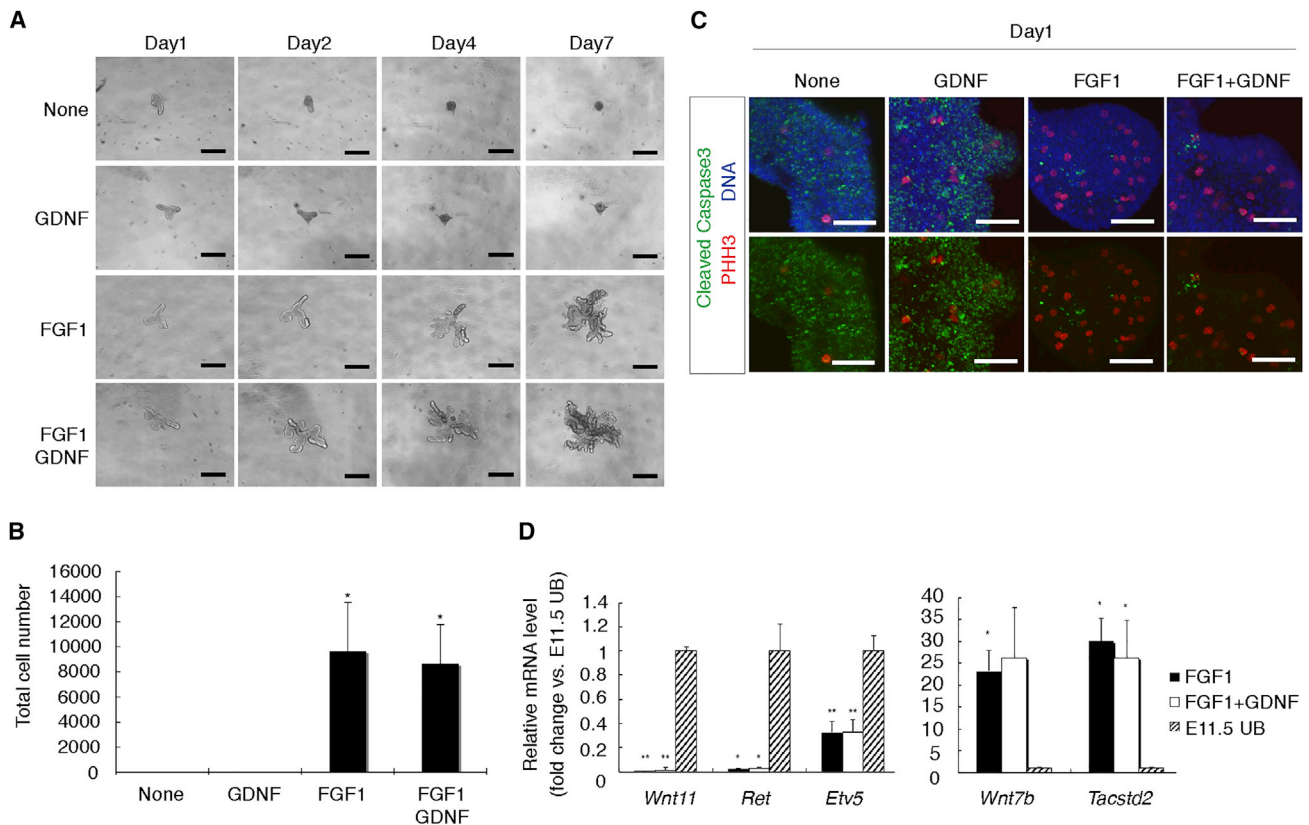 A
Day1 Day2 Day4 Day7
None
GDNF
FGF1
FGF1
GDNF
C
Day1
None GDNF FGF1 FGF1+GDNF
Cleaved Caspase3 DNA
PHH3
B
Total cell number
16000
14000
12000
10000
8000
6000
4000
2000
0
* *
None GDNF FGF1 FGF1
GDNF
D
Relative mRNA level
(fold change vs. E11.5 UB)
1.4
1.2
1
0.8
0.6
0.4
0.2
0
** ** * * ** **
Wnt11 Ret Etv5
40
35
30
25
20
15
10
5
0
* * *
Wnt7b Tacstd2
FGF1
FGF1+GDNF
E11.5 UB